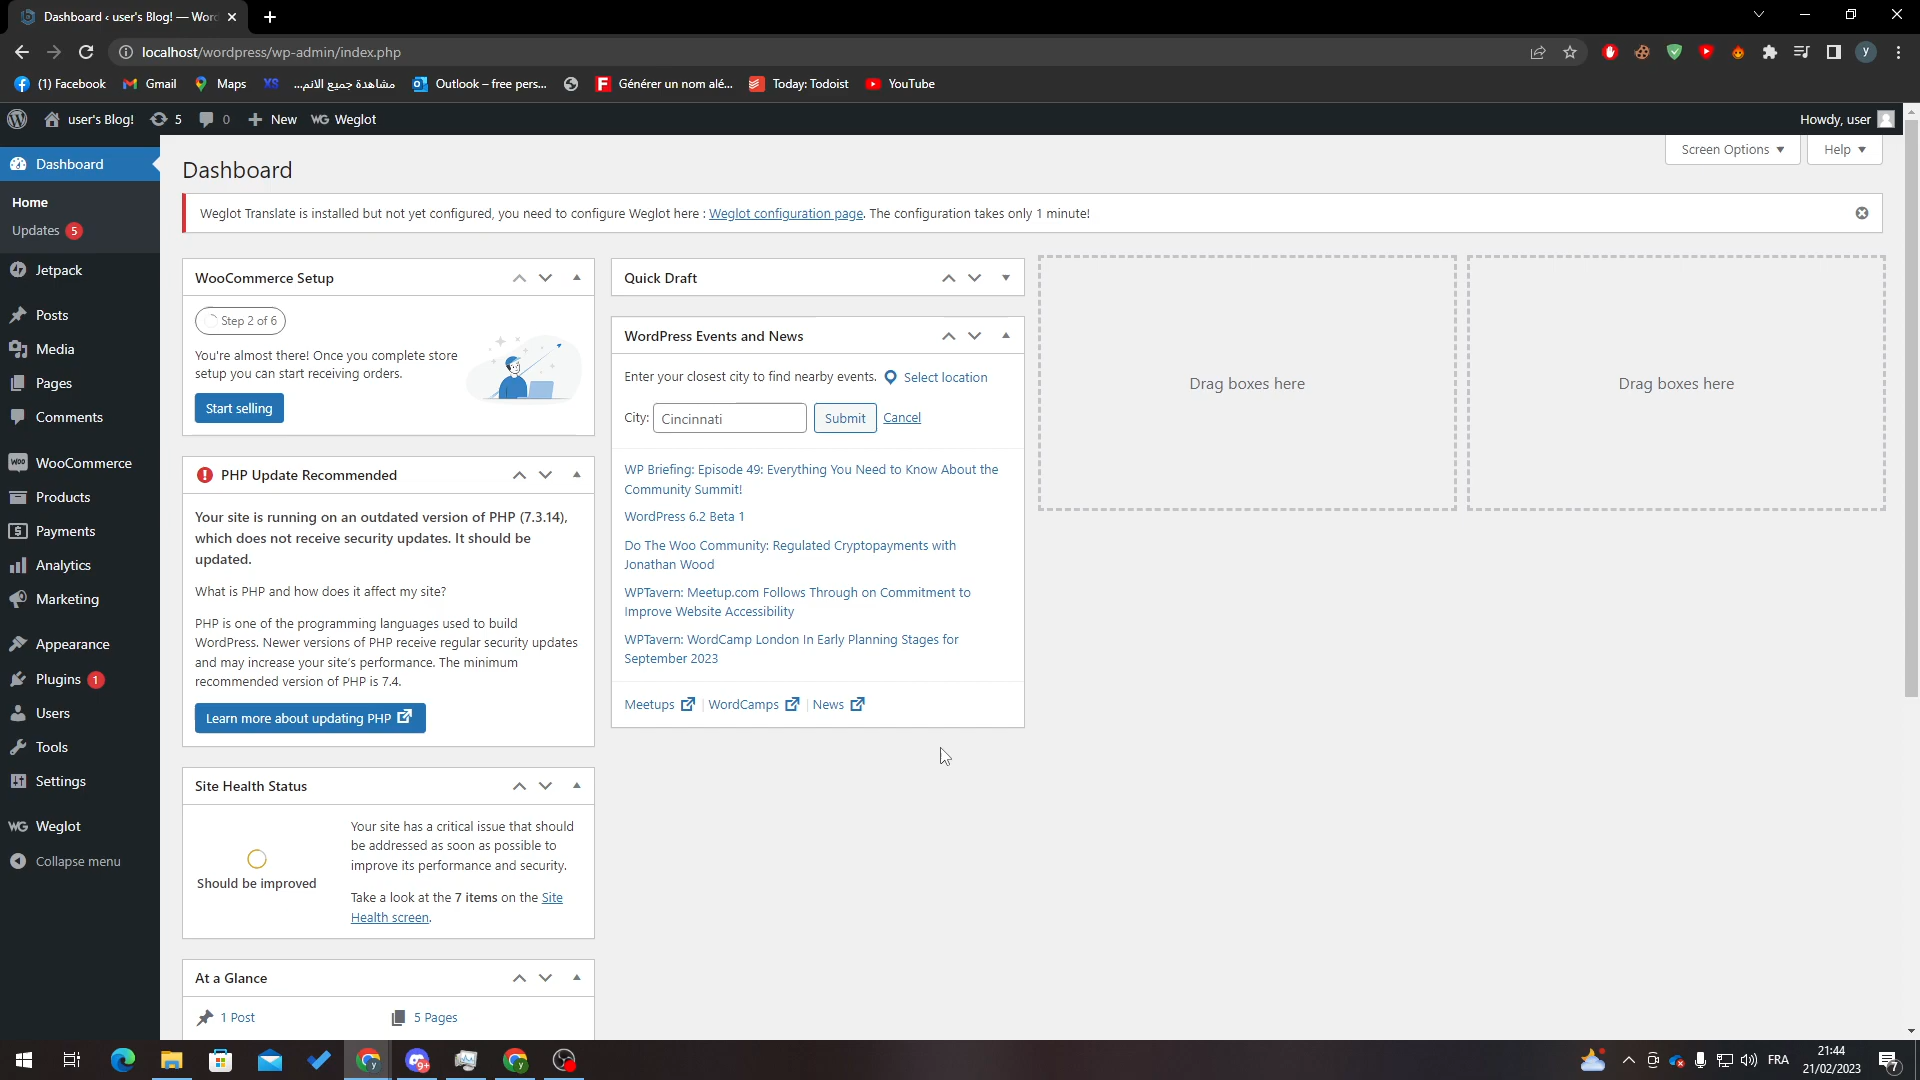 Dashboard ‹ user's Blog! — Wor
localhost/wordpress/wp-admin/index.php
(1) Facebook
Gmail
Maps
XS
مشاهدة جميع الانم...
Outlook – free pers...
Générer un nom alé...
Today: Todoist
YouTube
user's Blog!
5
0
New
WG Weglot
Howdy, user
Dashboard
Home
Updates 5
Jetpack
Posts
Media
Pages
Comments
WooCommerce
Products
Payments
Analytics
Marketing
Appearance
Plugins 1
Users
Tools
Settings
WG Weglot
Collapse menu
Screen Options
Help
Dashboard
Weglot Translate is installed but not yet configured, you need to configure Weglot here : Weglot configuration page. The configuration takes only 1 minute!
WooCommerce Setup
Step 2 of 6
You're almost there! Once you complete store
setup you can start receiving orders.
Start selling
PHP Update Recommended
Your site is running on an outdated version of PHP (7.3.14),
which does not receive security updates. It should be
updated.
What is PHP and how does it affect my site?
PHP is one of the programming languages used to build
WordPress. Newer versions of PHP receive regular security updates
and may increase your site's performance. The minimum
recommended version of PHP is 7.4.
Learn more about updating PHP
Site Health Status
Should be improved
Your site has a critical issue that should
be addressed as soon as possible to
improve its performance and security.
Take a look at the 7 items on the Site
Health screen.
At a Glance
1 Post
5 Pages
Quick Draft
WordPress Events and News
Enter your closest city to find nearby events. Select location
City: Cincinnati Submit Cancel
WP Briefing: Episode 49: Everything You Need to Know About the
Community Summit!
WordPress 6.2 Beta 1
Do The Woo Community: Regulated Cryptopayments with
Jonathan Wood
WPTavern: Meetup.com Follows Through on Commitment to
Improve Website Accessibility
WPTavern: WordCamp London In Early Planning Stages for
September 2023
Meetups | WordCamps | News
Drag boxes here
Drag boxes here
9+
FRA
21:44
21/02/2023
7